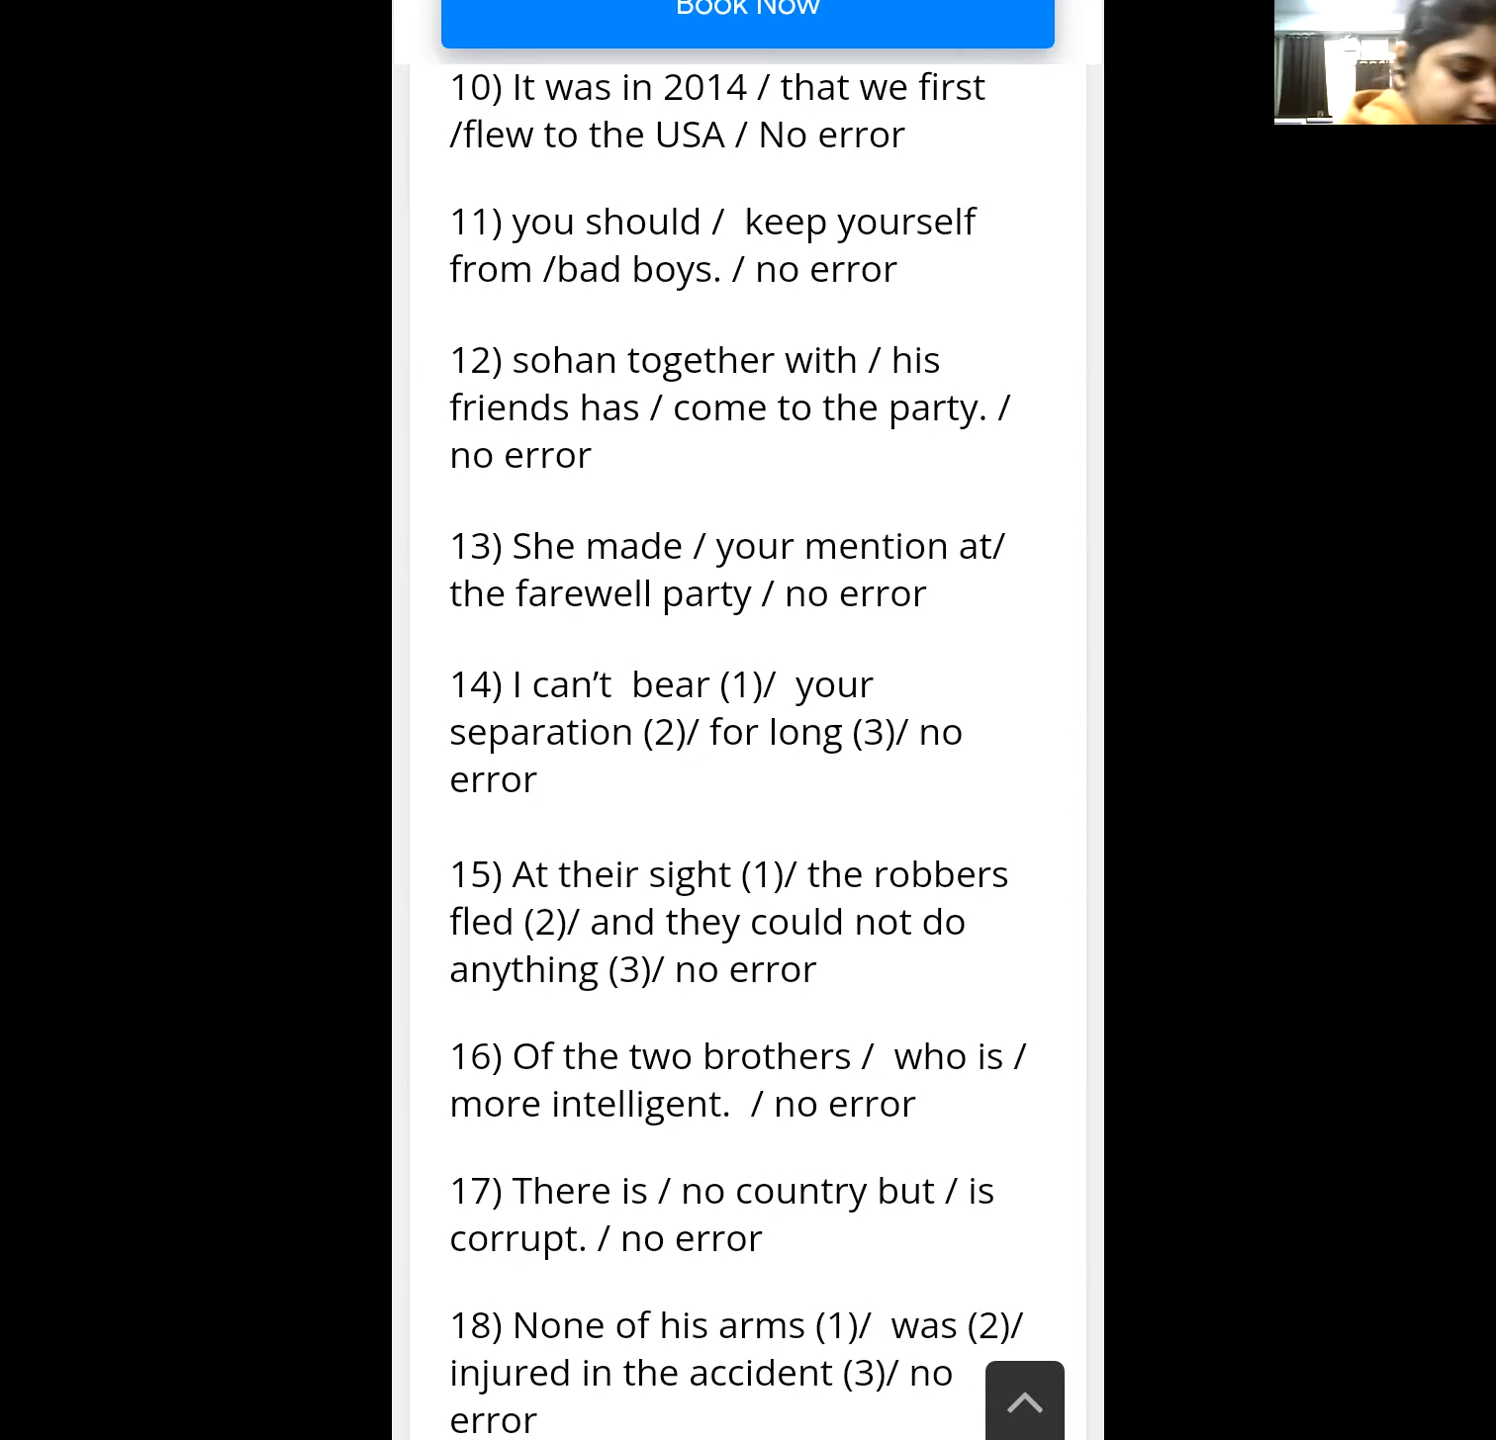 Book Now
10) It was in 2014 / that we first
/flew to the USA / No error
11) you should /  keep yourself
from /bad boys. / no error
12) sohan together with / his
friends has / come to the party. /
no error
13) She made / your mention at/
the farewell party / no error
14) I can’t  bear (1)/  your
separation (2)/ for long (3)/ no
error
15) At their sight (1)/ the robbers
fled (2)/ and they could not do
anything (3)/ no error
16) Of the two brothers /  who is /
more intelligent.  / no error
17) There is / no country but / is
corrupt. / no error
18) None of his arms (1)/  was (2)/
injured in the accident (3)/ no
error